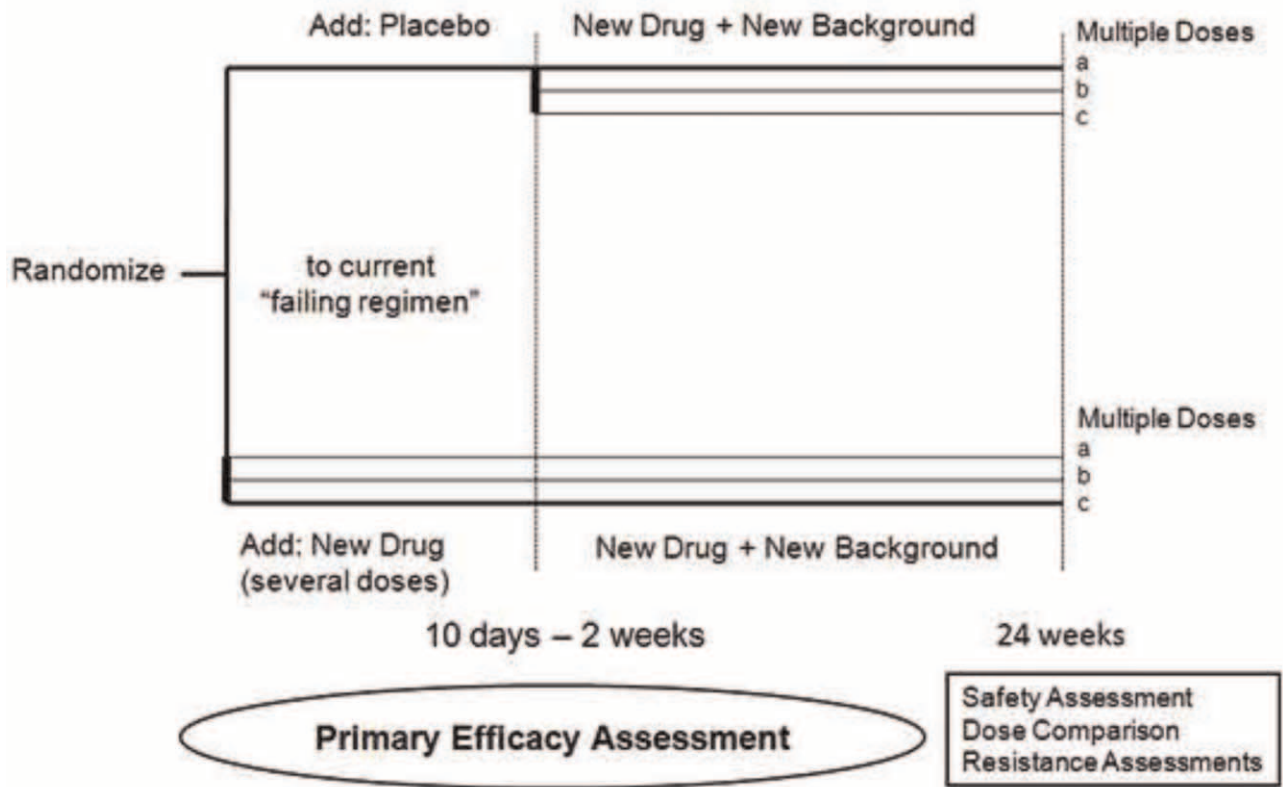 Add: Placebo
New Drug + New Background
Multiple Doses
a
b
c
Randomize
to current
“failing regimen”
Multiple Doses
a
b
c
Add: New Drug
(several doses)
New Drug + New Background
10 days – 2 weeks
24 weeks
Primary Efficacy Assessment
Safety Assessment
Dose Comparison
Resistance Assessments